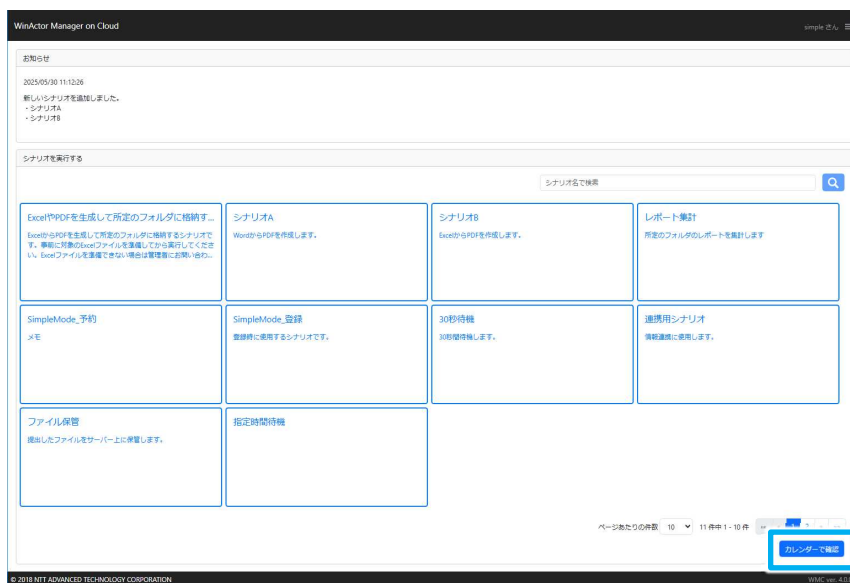 WinActor Manager on Cloud
simple さん
お知らせ
2025/05/30 11:12:26
新しいシナリオを追加しました。
・シナリオA
・シナリオB
シナリオを実行する
シナリオ名で検索
ExcelやPDFを生成して所定のフォルダに格納す...
ExcelからPDFを生成して所定のフォルダに格納するシナリオで
す。事前に対象のExcelファイルを準備してから実行してくださ
い。Excelファイルを準備できない場合は管理者にお問い合わ...
シナリオA
WordからPDFを作成します。
シナリオB
ExcelからPDFを作成します。
レポート集計
所定のフォルダのレポートを集計します
SimpleMode_予約
メモ
SimpleMode_登録
登録時に使用するシナリオです。
30秒待機
30秒間待機します。
連携用シナリオ
情報連携に使用します。
ファイル保管
提出したファイルをサーバー上に保管します。
指定時間待機
ページあたりの件数 10 11 件中 1 - 10 件
カレンダーで確認
© 2018 NTT ADVANCED TECHNOLOGY CORPORATION
WMC ver. 4.0